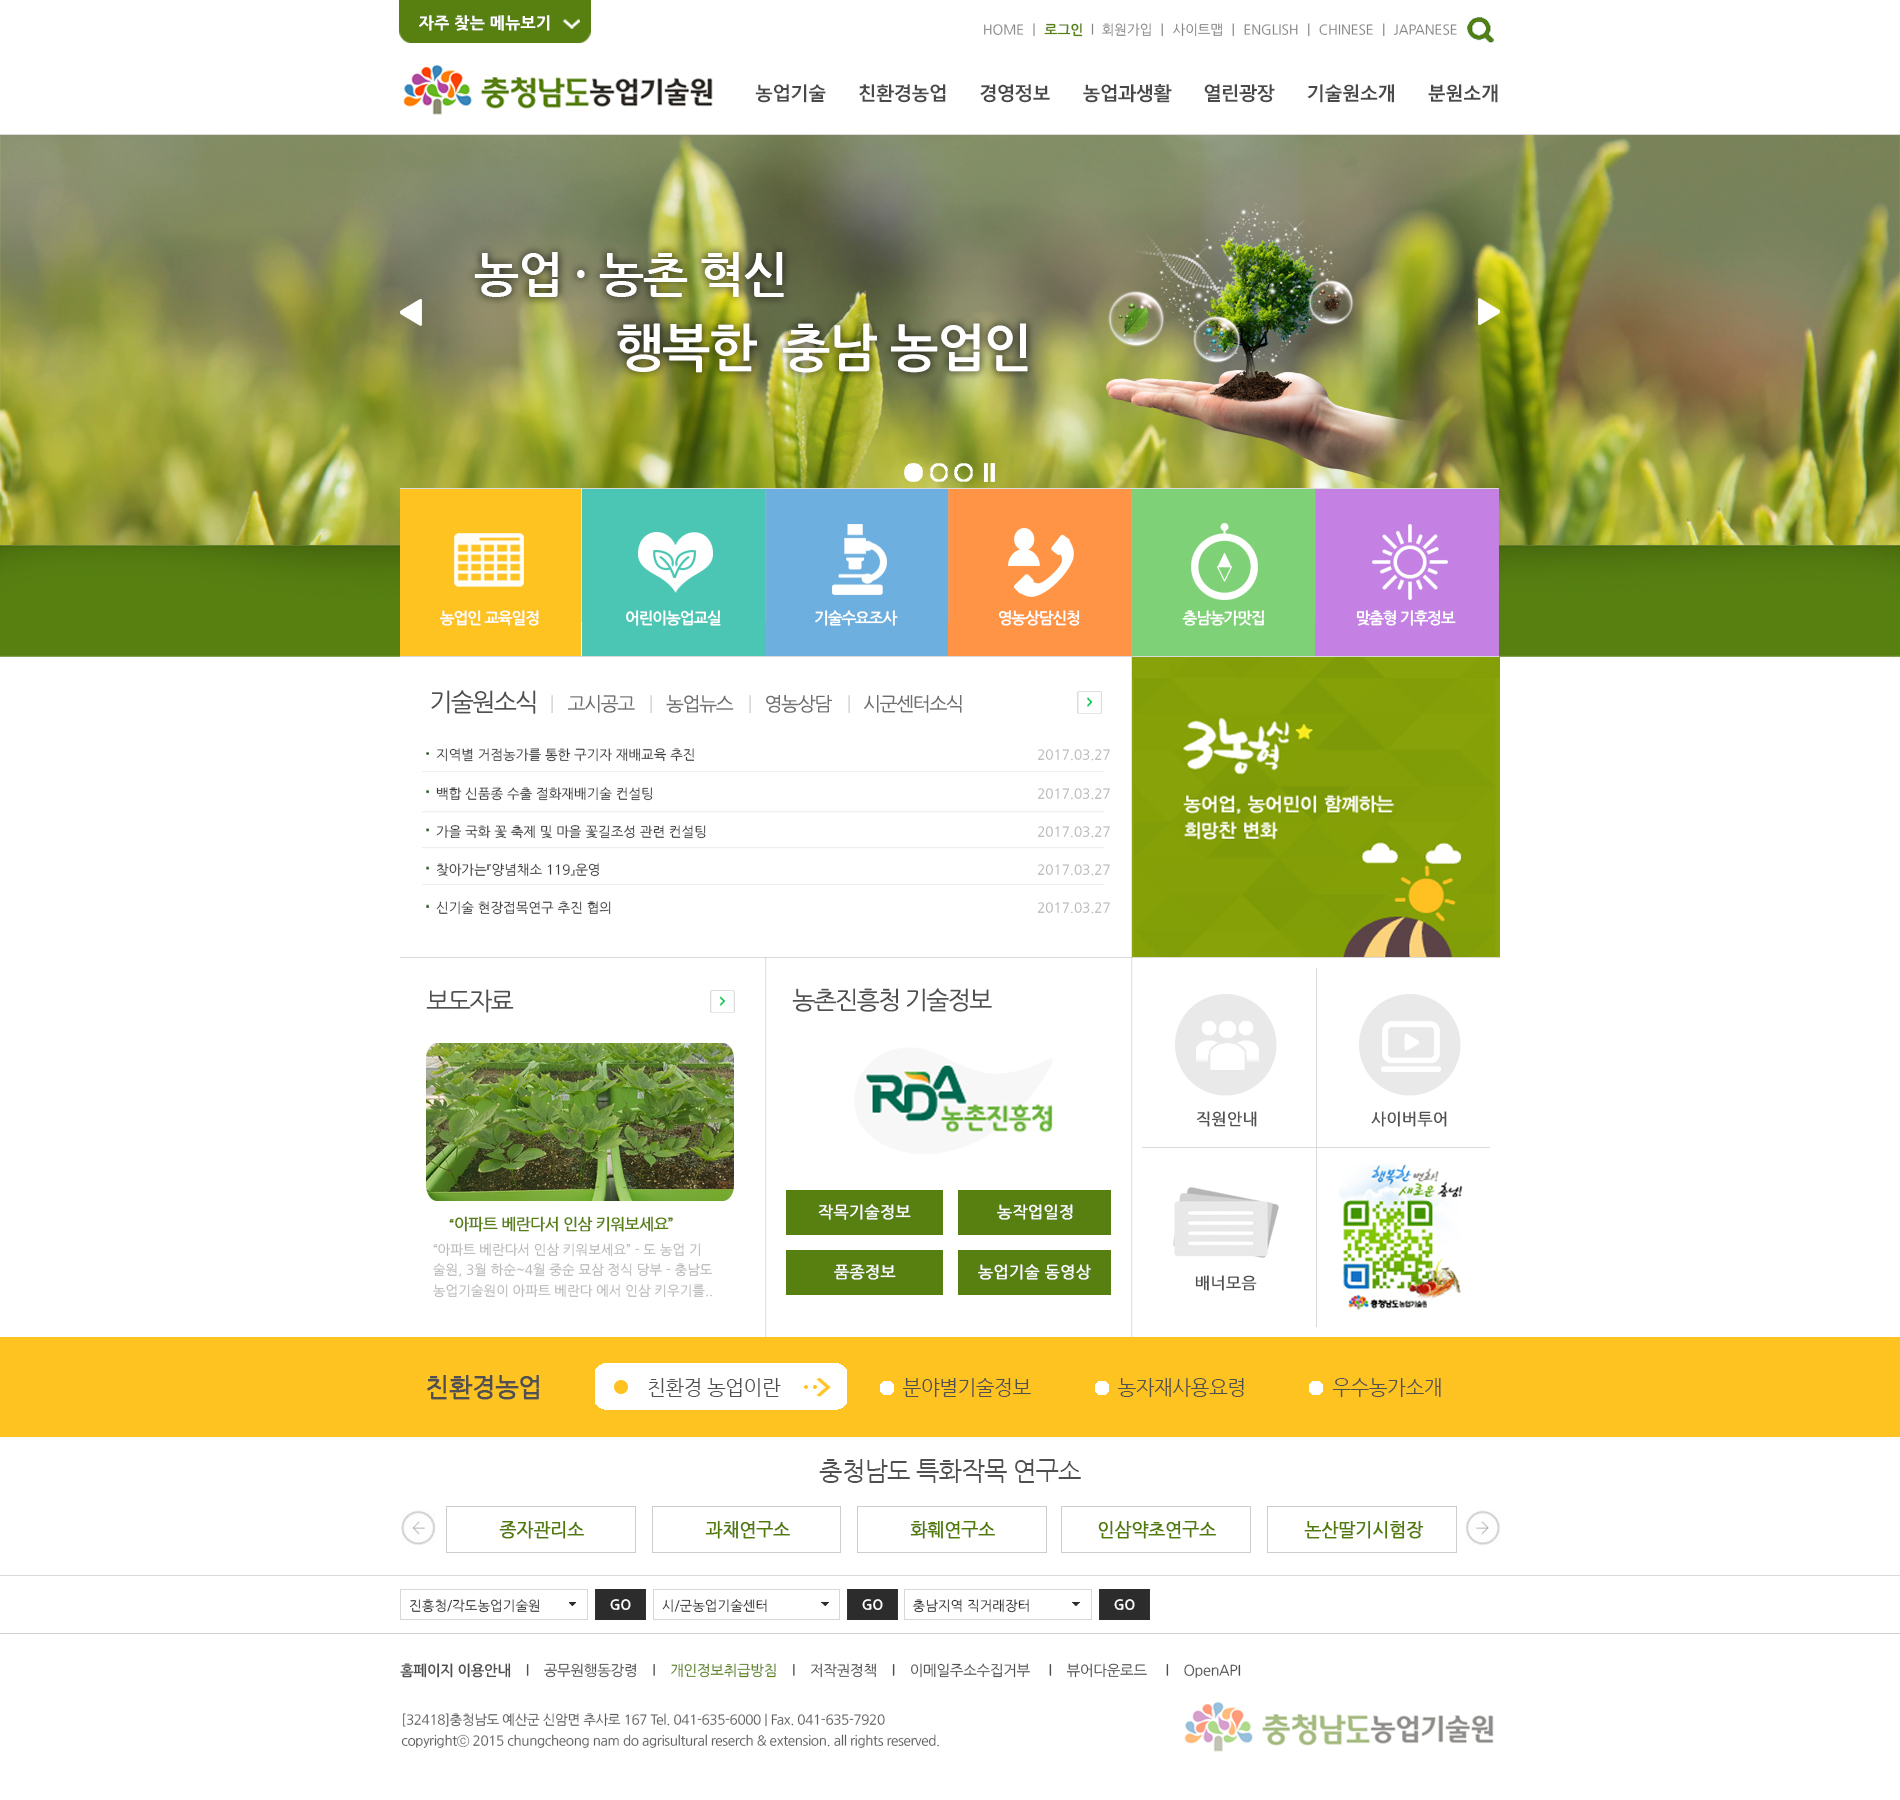 자주 찾는 메뉴보기
HOME | 로그인 | 회원가입 | 사이트맵 | ENGLISH | CHINESE | JAPANESE
충청남도농업기술원
농업기술 친환경농업 경영정보 농업과생활 열린광장 기술원소개 분원소개
농업 · 농촌 혁신
행복한 충남 농업인
농업인 교육일정
어린이농업교실
기술수요조사
영농상담신청
충남농가맛집
맞춤형 기후정보
기술원소식 | 고시공고 | 농업뉴스 | 영농상담 | 시군센터소식
지역별 거점농가를 통한 구기자 재배교육 추진 2017.03.27
백합 신품종 수출 절화재배기술 컨설팅 2017.03.27
가을 국화 꽃 축제 및 마을 꽃길조성 관련 컨설팅 2017.03.27
찾아가는『양념채소 119』운영 2017.03.27
신기술 현장접목연구 추진 협의 2017.03.27
3농혁신
농어업, 농어민이 함께하는
희망찬 변화
보도자료
“아파트 베란다서 인삼 키워보세요”
“아파트 베란다서 인삼 키워보세요” - 도 농업 기
술원, 3월 하순~4월 중순 묘삼 정식 당부 - 충남도
농업기술원이 아파트 베란다 에서 인삼 키우기를..
농촌진흥청 기술정보
RDA
농촌진흥청
작목기술정보
농작업일정
품종정보
농업기술 동영상
직원안내
사이버투어
배너모음
행복한 변화!
새로운 충남!
충청남도농업기술원
친환경농업
친환경 농업이란
분야별기술정보
농자재사용요령
우수농가소개
충청남도 특화작목 연구소
종자관리소
과채연구소
화훼연구소
인삼약초연구소
논산딸기시험장
진흥청/각도농업기술원 GO
시/군농업기술센터 GO
충남지역 직거래장터 GO
홈페이지 이용안내 | 공무원행동강령 | 개인정보취급방침 | 저작권정책 | 이메일주소수집거부 | 뷰어다운로드 | OpenAPI
[32418]충청남도 예산군 신암면 추사로 167 Tel. 041-635-6000 | Fax. 041-635-7920
copyrightⓒ 2015 chungcheong nam do agrisultural reserch & extension. all rights reserved.
충청남도농업기술원